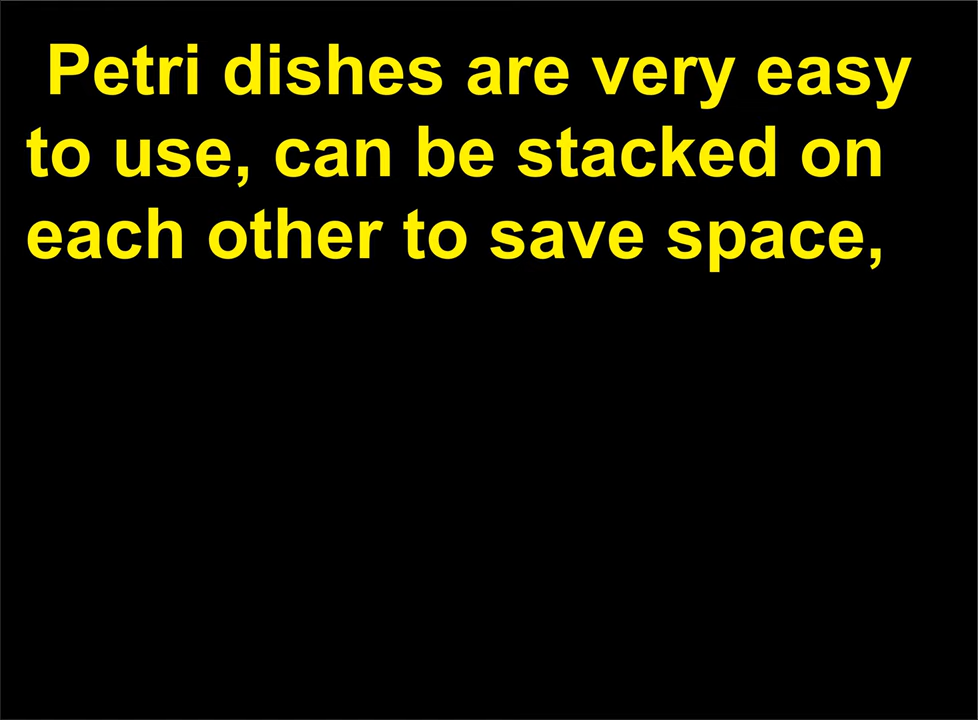 Petri dishes are very easy
to use, can be stacked on
each other to save space,